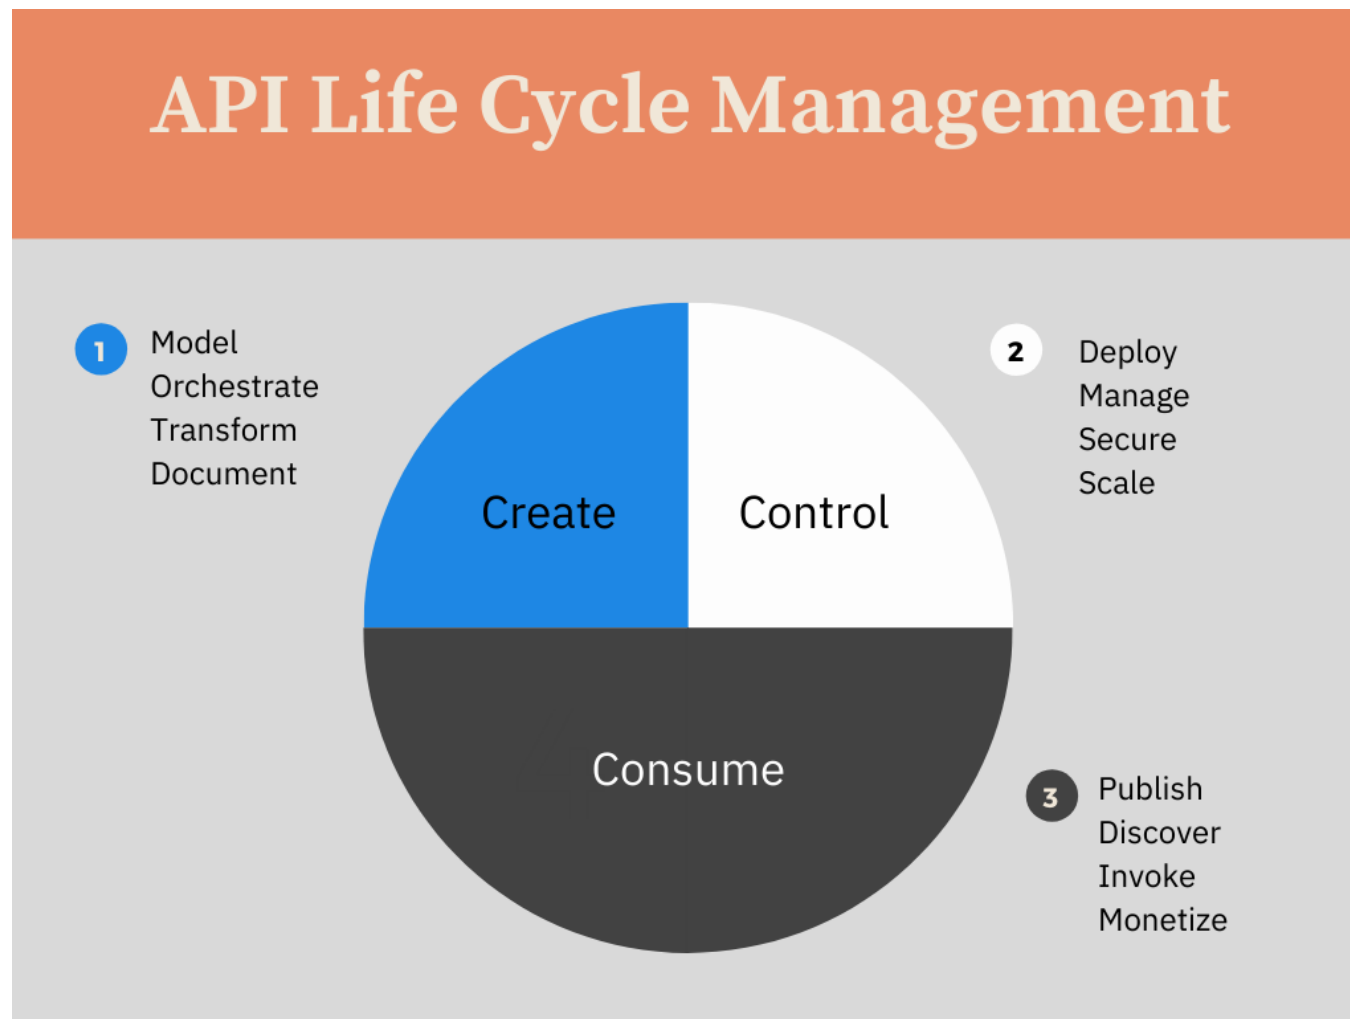 API Life Cycle Management
1
Model
Orchestrate
Transform
Document
2
Deploy
Manage
Secure
Scale
Create
Control
Consume
3
Publish
Discover
Invoke
Monetize